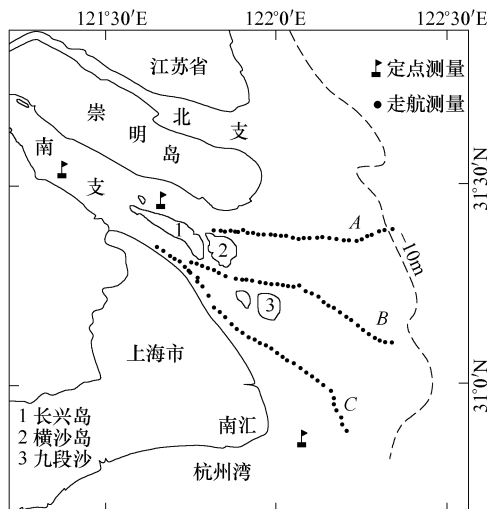 121°30′E
122°0′E
122°30′E
江苏省
定点测量
走航测量
崇
明
岛
北
支
南
支
31°30′N
A
1
2
10m
3
B
31°0′N
上海市
C
1 长兴岛
2 横沙岛
3 九段沙
南汇
杭州湾